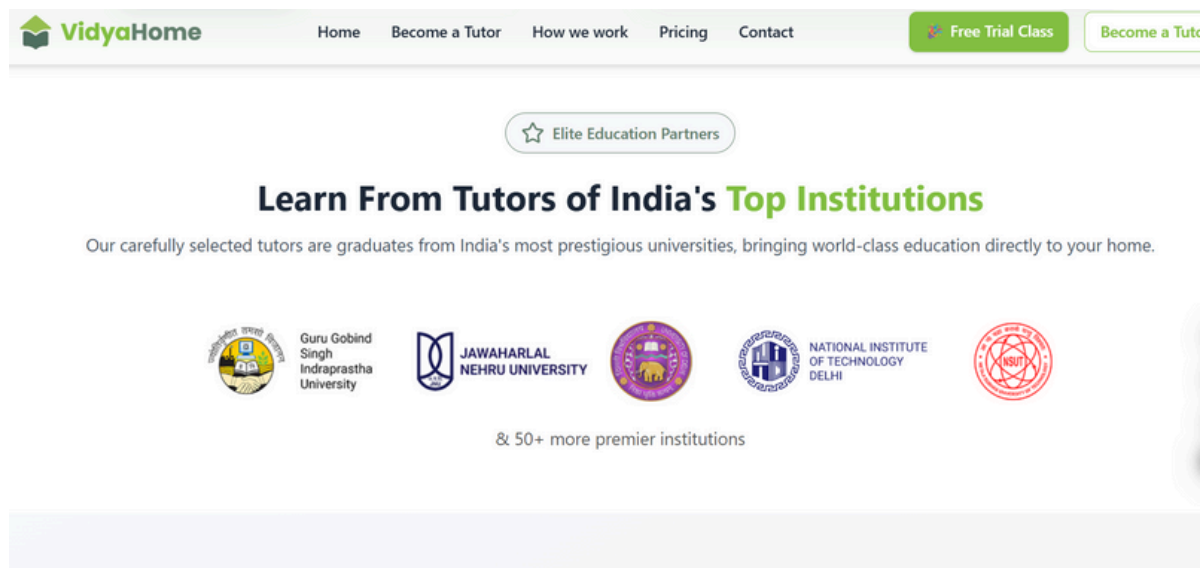 VidyaHome
Home
Become a Tutor
How we work
Pricing
Contact
Free Trial Class
Become a Tuto
Elite Education Partners
Learn From Tutors of India's Top Institutions
Our carefully selected tutors are graduates from India's most prestigious universities, bringing world-class education directly to your home.
Guru Gobind
Singh
Indraprastha
University
JAWAHARLAL
NEHRU UNIVERSITY
NATIONAL INSTITUTE
OF TECHNOLOGY
DELHI
NSUT
& 50+ more premier institutions